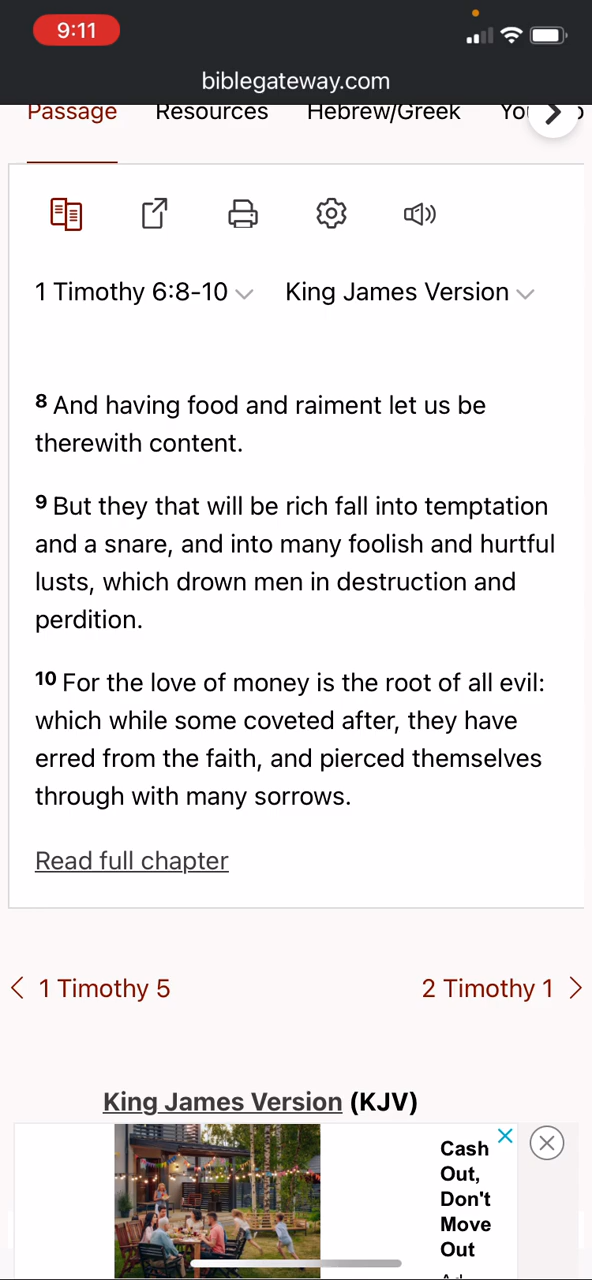 9:11
biblegateway.com
Passage Resources Hebrew/Greek
1 Timothy 6:8-10 King James Version
8 And having food and raiment let us be
therewith content.
9 But they that will be rich fall into temptation
and a snare, and into many foolish and hurtful
lusts, which drown men in destruction and
perdition.
10 For the love of money is the root of all evil:
which while some coveted after, they have
erred from the faith, and pierced themselves
through with many sorrows.
Read full chapter
1 Timothy 5 2 Timothy 1
King James Version (KJV)
Cash
Out,
Don't
Move
Out